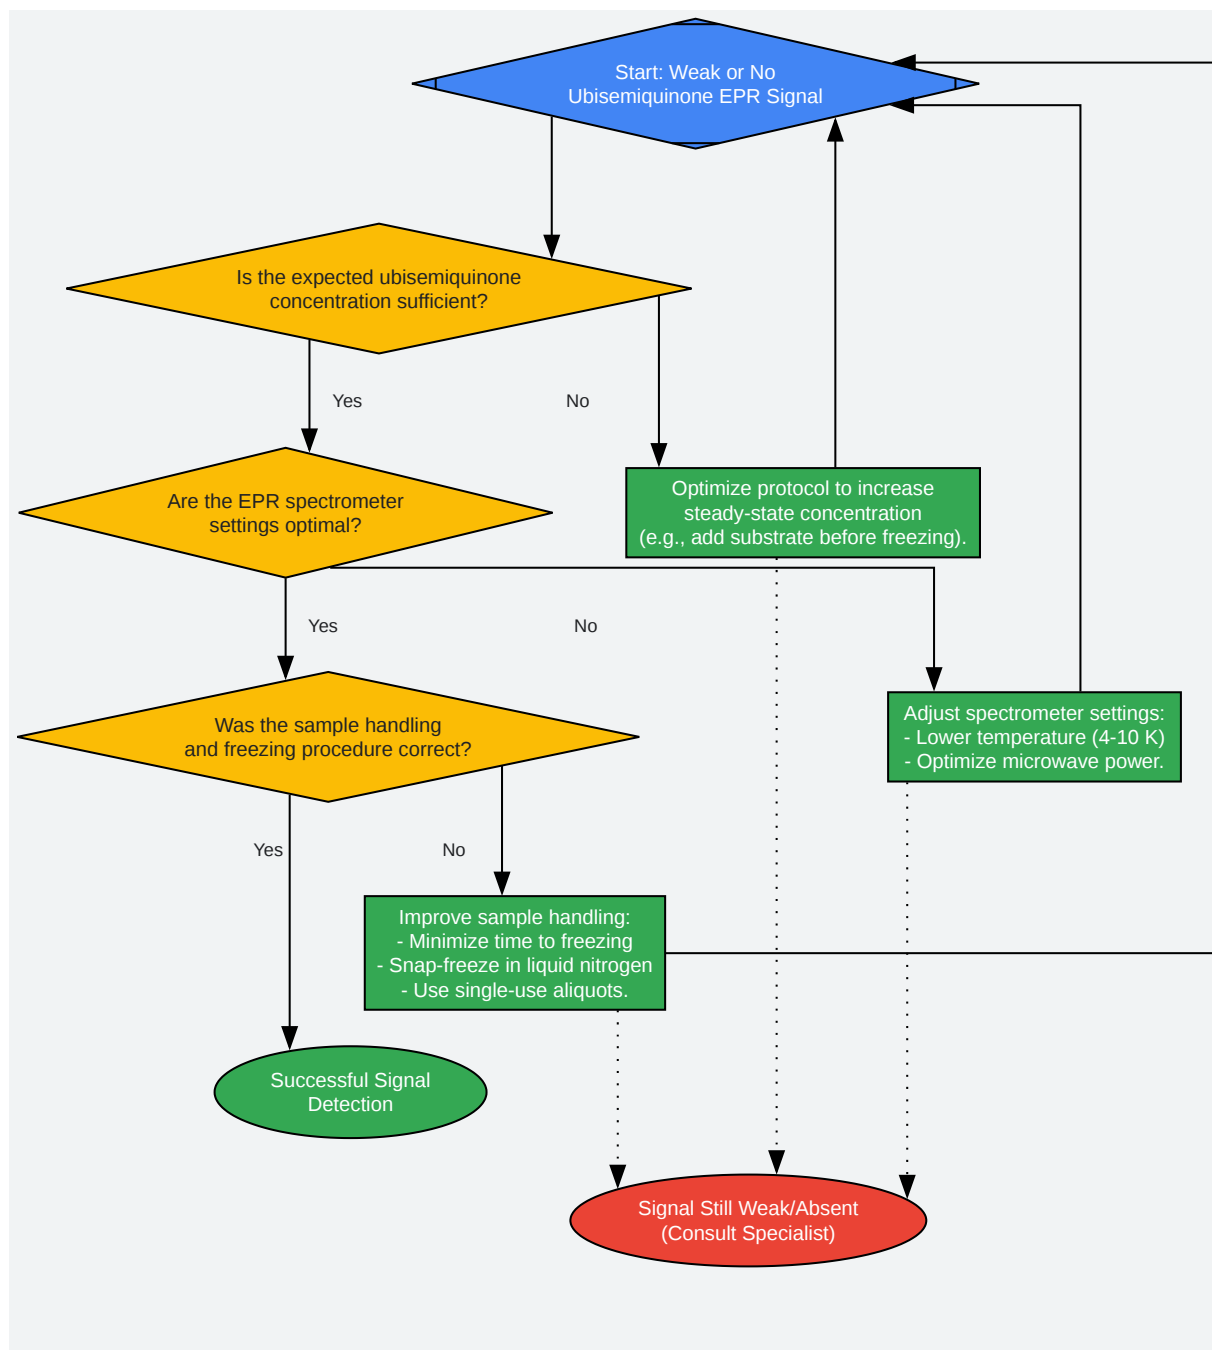 Start: Weak or No
Ubisemiquinone EPR Signal
Is the expected ubisemiquinone
concentration sufficient?
Yes
No
Are the EPR spectrometer
settings optimal?
Optimize protocol to increase
steady-state concentration
(e.g., add substrate before freezing).
Yes
No
Was the sample handling
and freezing procedure correct?
Adjust spectrometer settings:
- Lower temperature (4-10 K)
- Optimize microwave power.
Yes
No
Improve sample handling:
- Minimize time to freezing
- Snap-freeze in liquid nitrogen
- Use single-use aliquots.
Successful Signal
Detection
Signal Still Weak/Absent
(Consult Specialist)